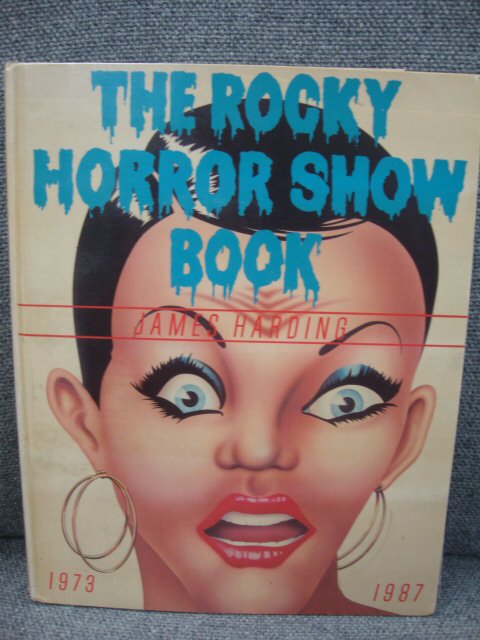 THE ROCKY
HORROR SHOW
BOOK
JAMES HARDING
1973
1987